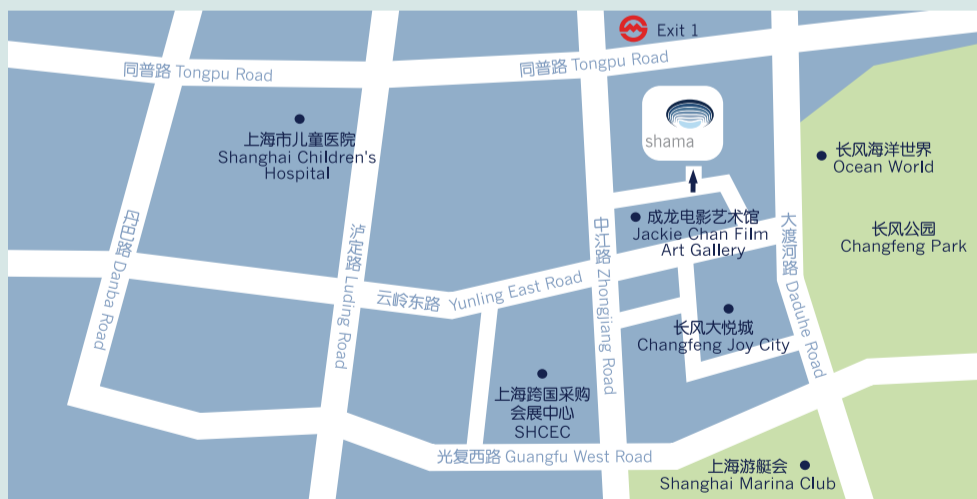 Exit 1
同普路 Tongpu Road
同普路 Tongpu Road
shama
上海市儿童医院
Shanghai Children's
Hospital
长风海洋世界
Ocean World
成龙电影艺术馆
Jackie Chan Film
Art Gallery
长风公园
Changfeng Park
丹巴路 Danba Road
泸定路 Luding Road
中江路 Zhongjiang Road
大渡河路 Daduhe Road
云岭东路 Yunling East Road
长风大悦城
Changfeng Joy City
上海跨国采购
会展中心
SHCEC
光复西路 Guangfu West Road
上海游艇会
Shanghai Marina Club